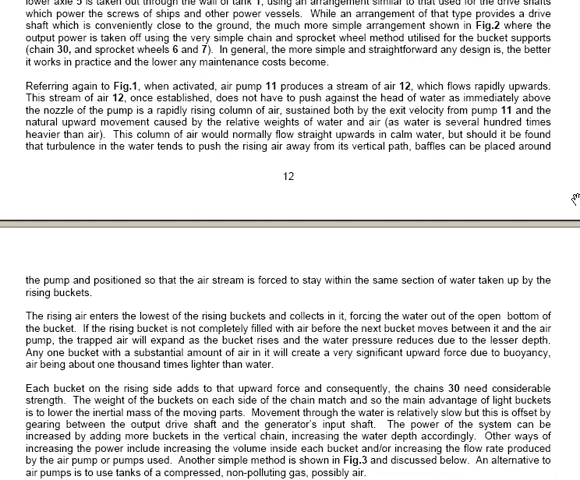 lower axle 5 is taken out through the wall of tank 1, using an arrangement similar to that used for the drive shafts
which power the screws of ships and other power vessels. While an arrangement of that type provides a drive
shaft which is conveniently close to the ground, the much more simple arrangement shown in Fig.2 where the
output power is taken off using the very simple chain and sprocket wheel method utilised for the bucket supports
(chain 30, and sprocket wheels 6 and 7). In general, the more simple and straightforward any design is, the better
it works in practice and the lower any maintenance costs become.
Referring again to Fig.1, when activated, air pump 11 produces a stream of air 12, which flows rapidly upwards.
This stream of air 12, once established, does not have to push against the head of water as immediately above
the nozzle of the pump is a rapidly rising column of air, sustained both by the exit velocity from pump 11 and the
natural upward movement caused by the relative weights of water and air (as water is several hundred times
heavier than air). This column of air would normally flow straight upwards in calm water, but should it be found
that turbulence in the water tends to push the rising air away from its vertical path, baffles can be placed around
12
the pump and positioned so that the air stream is forced to stay within the same section of water taken up by the
rising buckets.
The rising air enters the lowest of the rising buckets and collects in it, forcing the water out of the open bottom of
the bucket. If the rising bucket is not completely filled with air before the next bucket moves between it and the air
pump, the trapped air will expand as the bucket rises and the water pressure reduces due to the lesser depth.
Any one bucket with a substantial amount of air in it will create a very significant upward force due to buoyancy,
air being about one thousand times lighter than water.
Each bucket on the rising side adds to that upward force and consequently, the chains 30 need considerable
strength. The weight of the buckets on each side of the chain match and so the main advantage of light buckets
is to lower the inertial mass of the moving parts. Movement through the water is relatively slow but this is offset by
gearing between the output drive shaft and the generator's input shaft. The power of the system can be
increased by adding more buckets in the vertical chain, increasing the water depth accordingly. Other ways of
increasing the power include increasing the volume inside each bucket and/or increasing the flow rate produced
by the air pump or pumps used. Another simple method is shown in Fig.3 and discussed below. An alternative to
air pumps is to use tanks of a compressed, non-polluting gas, possibly air.